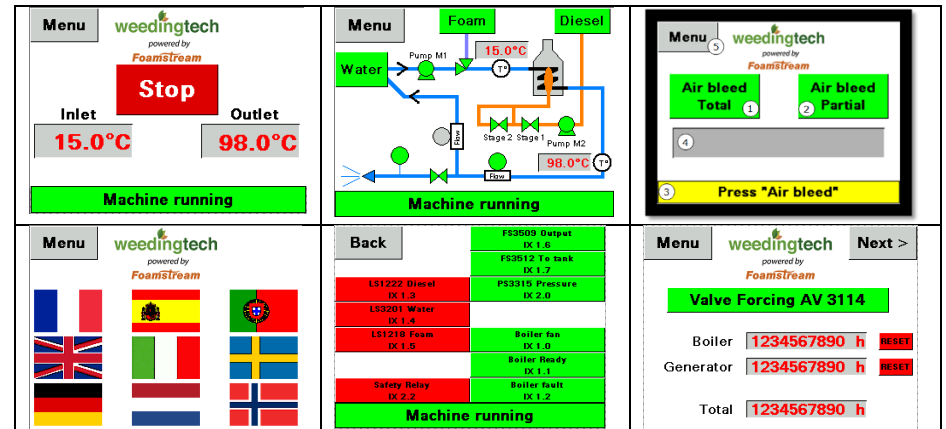 Menu
weedingtech
powered by
Foamstream
Stop
Inlet
Outlet
15.0°C
98.0°C
Machine running
Menu
Foam
Diesel
Pump M1
15.0°C
T°
Water
Flow
Stage 2
Stage 1
Pump M2
98.0°C
T°
Flow
Machine running
Menu
5
weedingtech
powered by
Foamstream
Air bleed
Total
1
Air bleed
Partial
2
4
3
Press "Air bleed"
Menu
weedingtech
powered by
Foamstream
Back
FS3509 Output
IX 1.6
FS3512 To tank
IX 1.7
LS1222 Diesel
IX 1.3
PS3315 Pressure
IX 2.0
LS3201 Water
IX 1.4
LS1218 Foam
IX 1.5
Boiler fan
IX 1.0
Boiler Ready
IX 1.1
Safety Relay
IX 2.2
Boiler fault
IX 1.2
Machine running
Menu
weedingtech
powered by
Foamstream
Next >
Valve Forcing AV 3114
Boiler 1234567890 h RESET
Generator 1234567890 h RESET
Total 1234567890 h